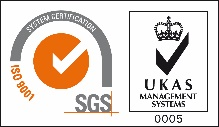 SYSTEM CERTIFICATION
ISO 9001
SGS
UKAS
MANAGEMENT
SYSTEMS
0005